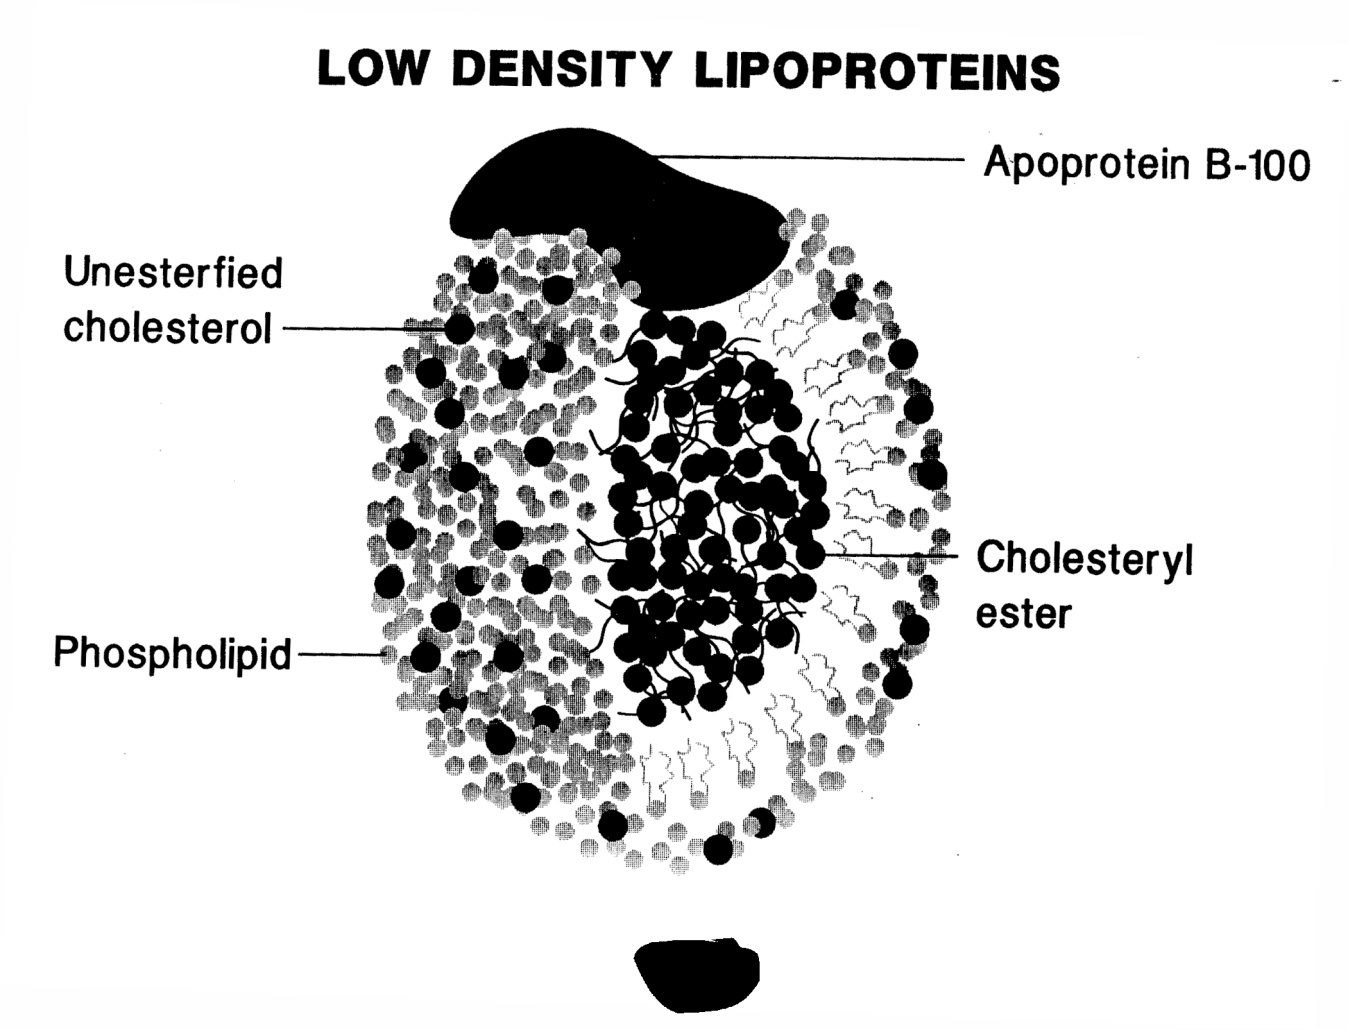 LOW DENSITY LIPOPROTEINS
Apoprotein B-100
Unesterfied
cholesterol
Cholesteryl
ester
Phospholipid